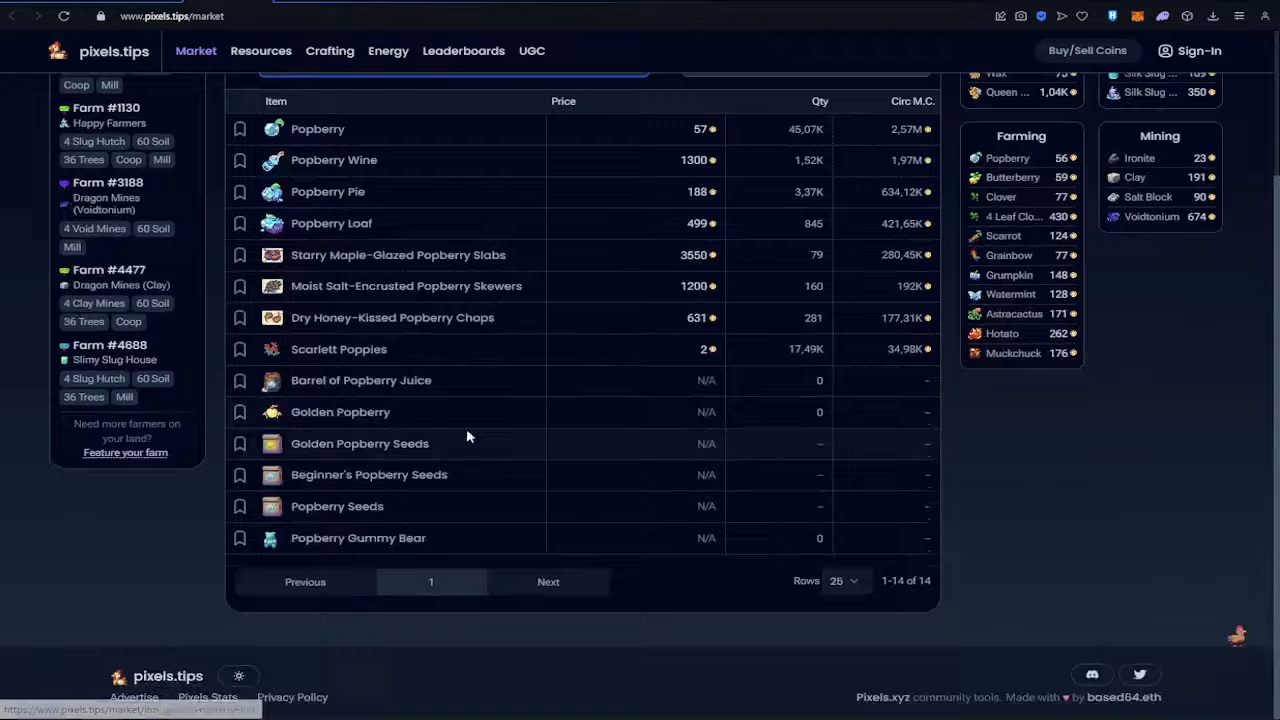 www.pixels.tips/market
pixels.tips
Market
Resources
Crafting
Energy
Leaderboards
UGC
Buy/Sell Coins
Sign-In
Coop
Mill
Farm #1130
Happy Farmers
4 Slug Hutch
60 Soil
36 Trees
Coop
Mill
Farm #3188
Dragon Mines
(Voidtonium)
4 Void Mines
60 Soil
Mill
Farm #4477
Dragon Mines (Clay)
4 Clay Mines
60 Soil
36 Trees
Coop
Farm #4688
Slimy Slug House
4 Slug Hutch
60 Soil
36 Trees
Mill
Need more farmers on
your land?
Feature your farm
Item Price Qty Circ M.C.
Popberry 57 45,07K 2,57M
Popberry Wine 1300 1,52K 1,97M
Popberry Pie 188 3,37K 634,12K
Popberry Loaf 499 845 421,65K
Starry Maple-Glazed Popberry Slabs 3550 79 280,45K
Moist Salt-Encrusted Popberry Skewers 1200 160 192K
Dry Honey-Kissed Popberry Chops 631 281 177,31K
Scarlett Poppies 2 17,49K 34,98K
Barrel of Popberry Juice N/A 0 –
Golden Popberry N/A 0 –
Golden Popberry Seeds N/A – –
Beginner's Popberry Seeds N/A – –
Popberry Seeds N/A – –
Popberry Gummy Bear N/A 0 –
Previous 1 Next
Rows 25 1-14 of 14
Wax 75
Queen ... 1,04K
Silk Slug ...
Silk Slug ... 350
Farming
Popberry 56
Butterberry 59
Clover 77
4 Leaf Clo... 430
Scarrot 124
Grainbow 77
Grumpkin 148
Watermint 128
Astracactus 171
Hotato 262
Muckchuck 176
Mining
Ironite 23
Clay 191
Salt Block 90
Voidtonium 674
pixels.tips
Advertise
Pixels Stats
Privacy Policy
Pixels.xyz community tools. Made with ♥ by based64.eth